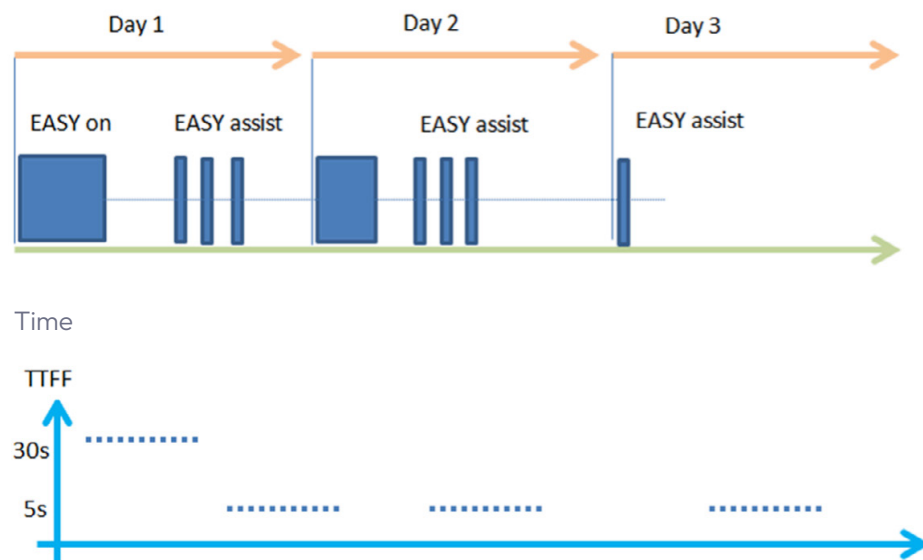 Day 1
Day 2
Day 3
EASY on
EASY assist
EASY assist
EASY assist
Time
TTFF
30s
5s